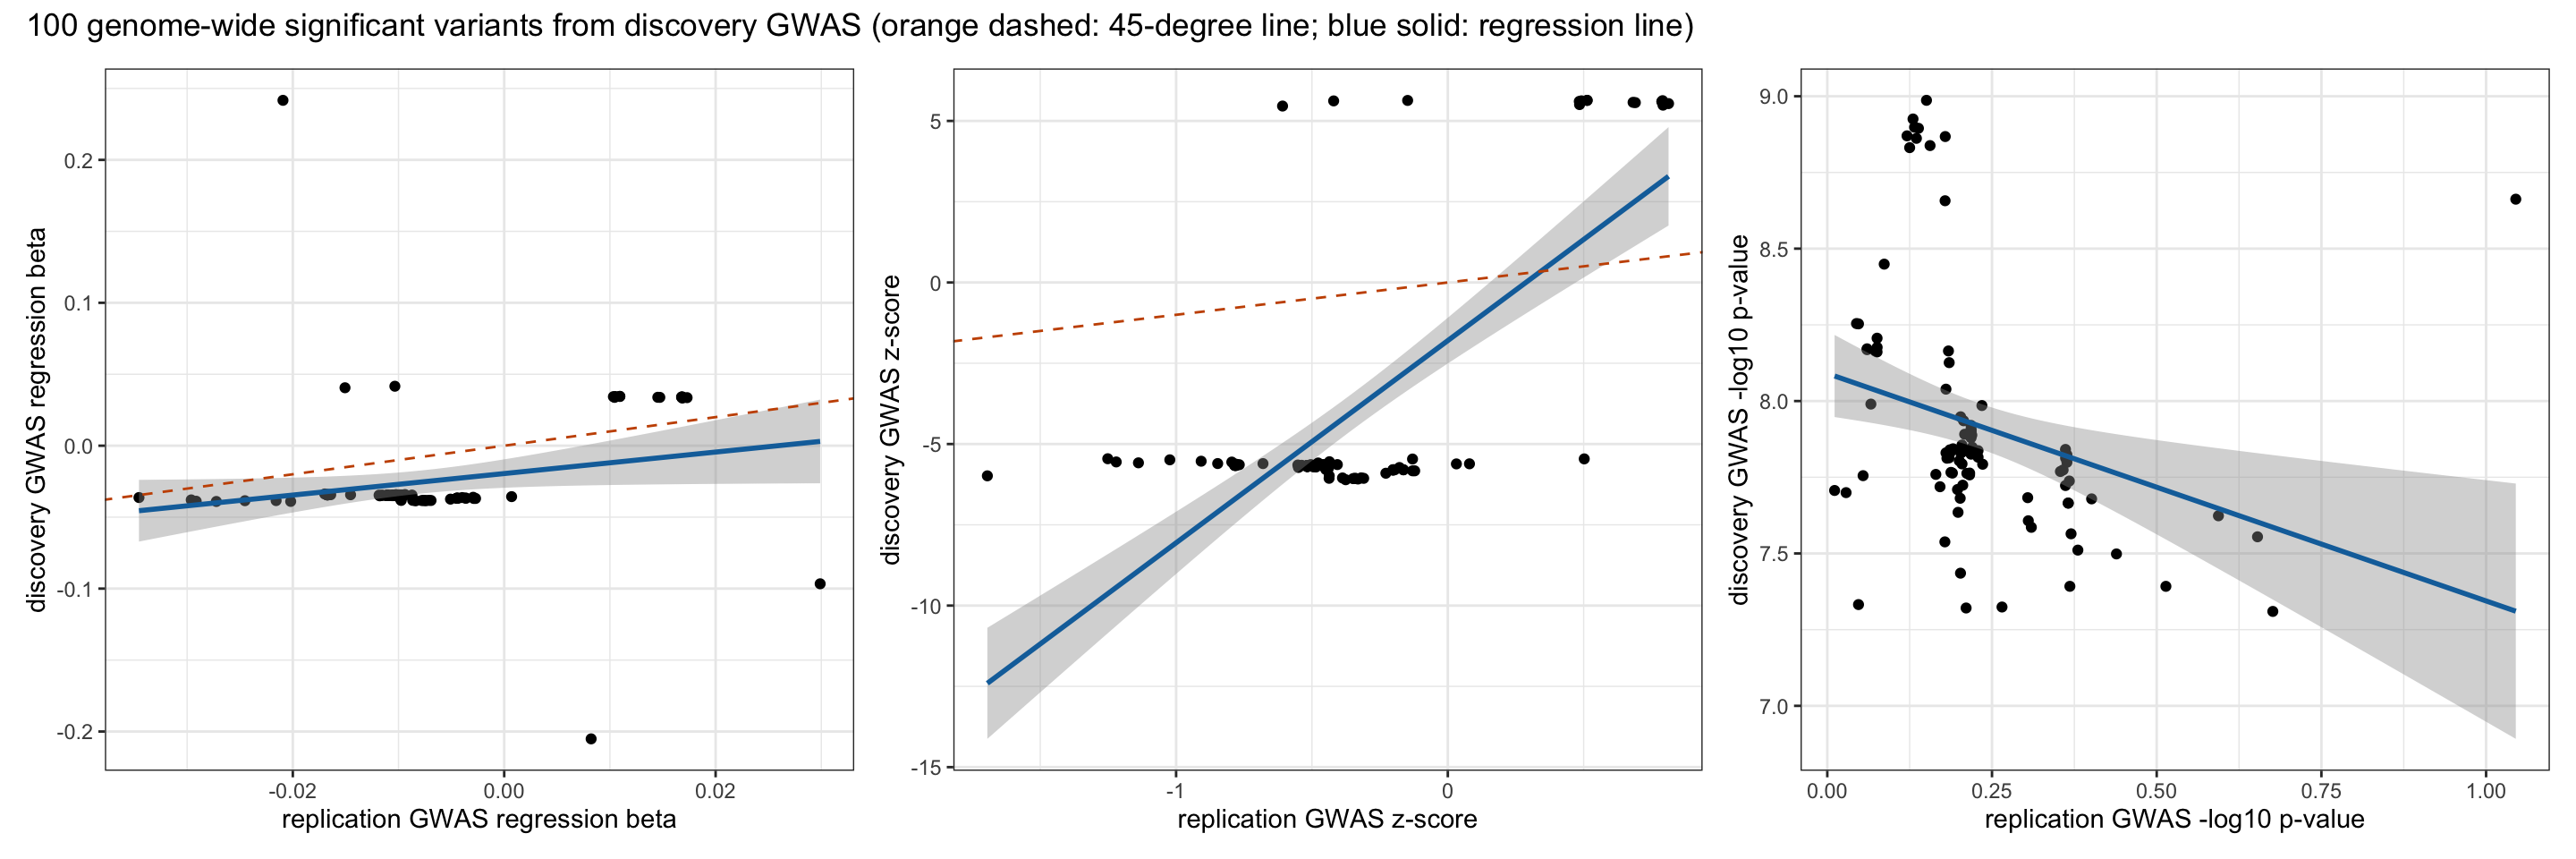 100 genome-wide significant variants from discovery GWAS (orange dashed: 45-degree line; blue solid: regression line)
discovery GWAS regression beta
0.2
0.1
0.0
-0.1
-0.2
-0.02 0.00 0.02
replication GWAS regression beta
discovery GWAS z-score
5
0
-5
-10
-15
-1 0
replication GWAS z-score
discovery GWAS -log10 p-value
9.0
8.5
8.0
7.5
7.0
0.00 0.25 0.50 0.75 1.00
replication GWAS -log10 p-value